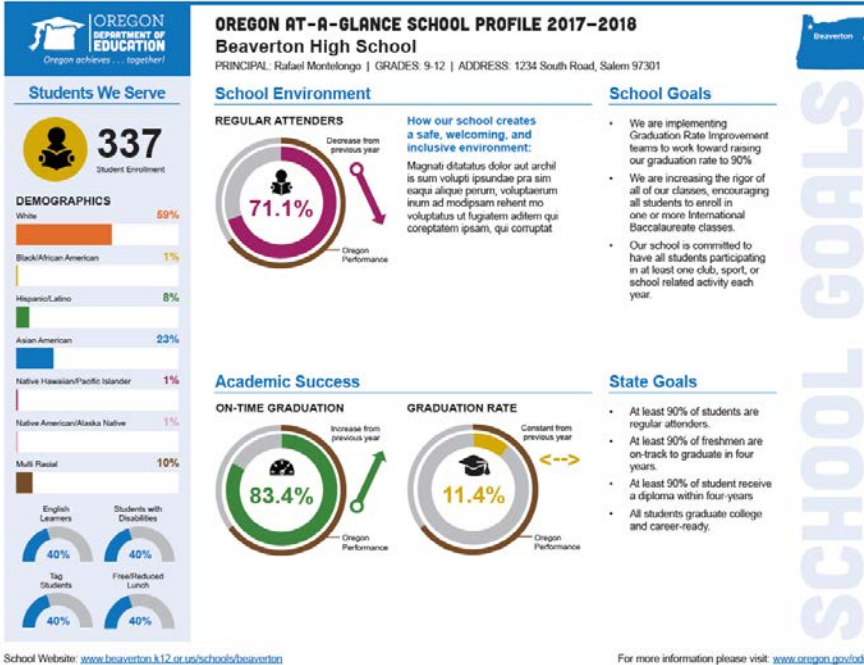 OREGON
DEPARTMENT OF
EDUCATION
Oregon achieves . . . together!
OREGON AT-A-GLANCE SCHOOL PROFILE 2017–2018
Beaverton High School
PRINCIPAL: Rafael Montelongo | GRADES: 9-12 | ADDRESS: 1234 South Road, Salem 97301
Beaverton
Students We Serve
337
Student Enrollment
DEMOGRAPHICS
White 59%
Black/African American 1%
Hispanic/Latino 8%
Asian American 23%
Native Hawaiian/Pacific Islander 1%
Native American/Alaska Native 1%
Multi Racial 10%
English
Learners
40%
Students with
Disabilities
40%
Tag
Students
40%
Free/Reduced
Lunch
40%
School Environment
REGULAR ATTENDERS
Decrease from
previous year
71.1%
Oregon
Performance
How our school creates
a safe, welcoming, and
inclusive environment:
Magnati ditatatus dolor aut archil
is sum volupti ipsundae pra sim
eaqui alique perum, voluptaerum
inum ad modipsam rehent mo
voluptatus ut fugiatem aditem qui
coreptatem ipsam, qui corruptat
School Goals
• We are implementing
Graduation Rate Improvement
teams to work toward raising
our graduation rate to 90%
• We are increasing the rigor of
all of our classes, encouraging
all students to enroll in
one or more International
Baccalaureate classes.
• Our school is committed to
have all students participating
in at least one club, sport, or
school related activity each
year.
Academic Success
ON-TIME GRADUATION
Increase from
previous year
83.4%
Oregon
Performance
GRADUATION RATE
Constant from
previous year
<-->
11.4%
Oregon
Performance
State Goals
• At least 90% of students are
regular attenders.
• At least 90% of freshmen are
on-track to graduate in four
years.
• At least 90% of student receive
a diploma within four-years
• All students graduate college
and career-ready.
SCHOOL GOALS
School Website: www.beaverton.k12.or.us/schools/beaverton
For more information please visit: www.oregon.gov/ode